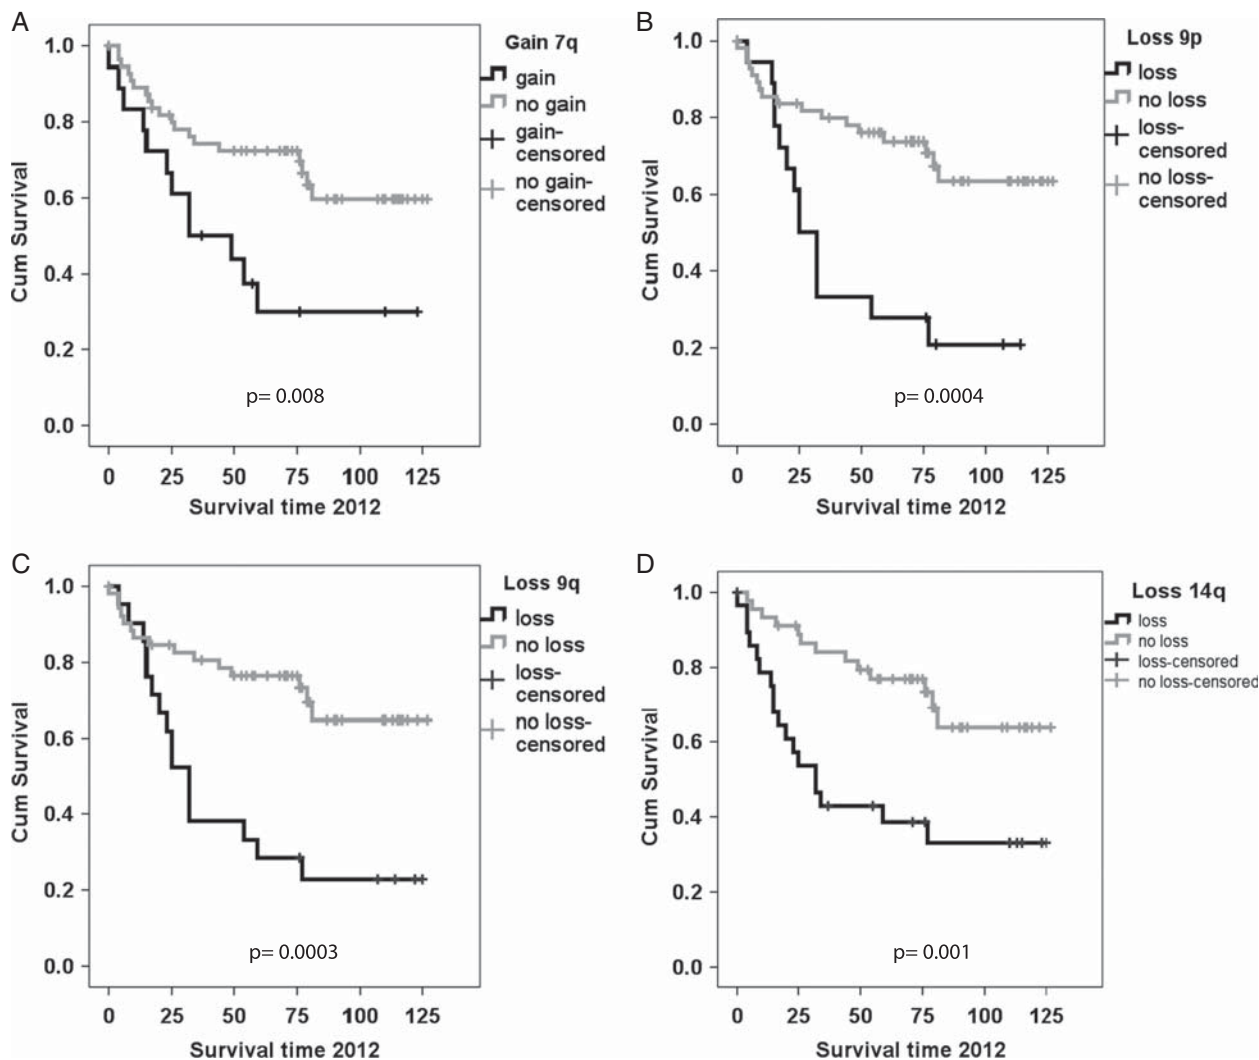 A
Gain 7q
gain
no gain
gain-
censored
no gain-
censored
Cum Survival
1.0
0.8
0.6
0.4
0.2
0.0
p= 0.008
0 25 50 75 100 125
Survival time 2012
B
Loss 9p
loss
no loss
loss-
censored
no loss-
censored
Cum Survival
1.0
0.8
0.6
0.4
0.2
0.0
p= 0.0004
0 25 50 75 100 125
Survival time 2012
C
Loss 9q
loss
no loss
loss-
censored
no loss-
censored
Cum Survival
1.0
0.8
0.6
0.4
0.2
0.0
p= 0.0003
0 25 50 75 100 125
Survival time 2012
D
Loss 14q
loss
no loss
loss-censored
no loss-censored
Cum Survival
1.0
0.8
0.6
0.4
0.2
0.0
p= 0.001
0 25 50 75 100 125
Survival time 2012